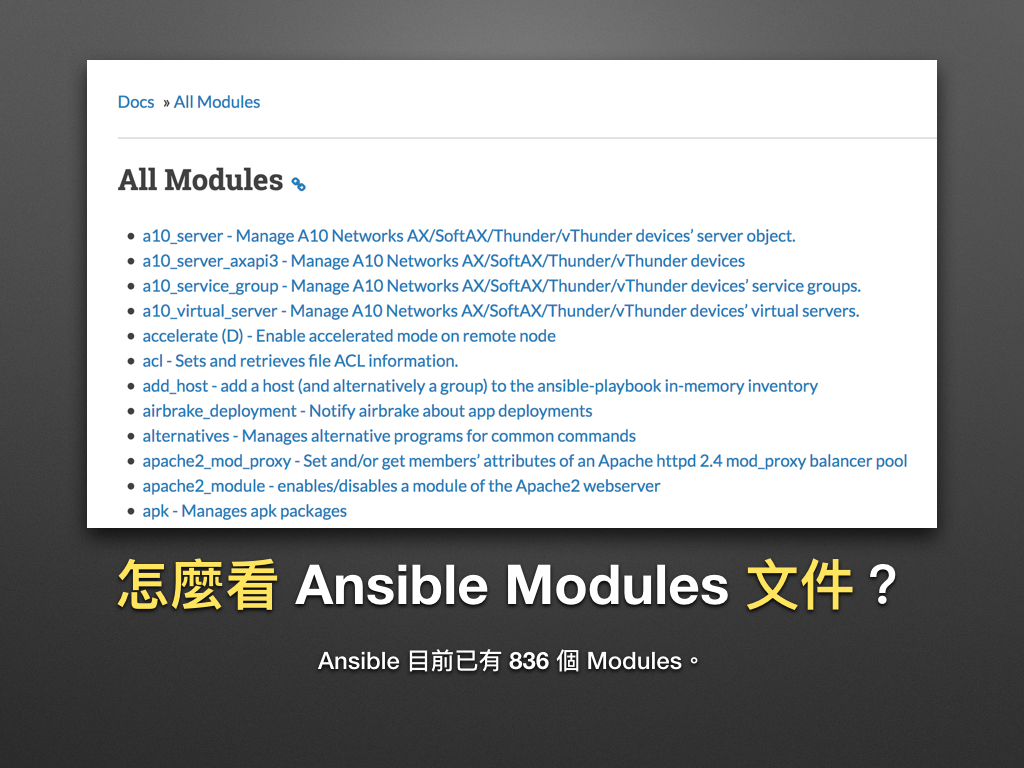 Docs » All Modules
All Modules
• a10_server - Manage A10 Networks AX/SoftAX/Thunder/vThunder devices’ server object.
• a10_server_axapi3 - Manage A10 Networks AX/SoftAX/Thunder/vThunder devices
• a10_service_group - Manage A10 Networks AX/SoftAX/Thunder/vThunder devices’ service groups.
• a10_virtual_server - Manage A10 Networks AX/SoftAX/Thunder/vThunder devices’ virtual servers.
• accelerate (D) - Enable accelerated mode on remote node
• acl - Sets and retrieves file ACL information.
• add_host - add a host (and alternatively a group) to the ansible-playbook in-memory inventory
• airbrake_deployment - Notify airbrake about app deployments
• alternatives - Manages alternative programs for common commands
• apache2_mod_proxy - Set and/or get members’ attributes of an Apache httpd 2.4 mod_proxy balancer pool
• apache2_module - enables/disables a module of the Apache2 webserver
• apk - Manages apk packages
怎麼看 Ansible Modules 文件？
Ansible 目前已有 836 個 Modules。